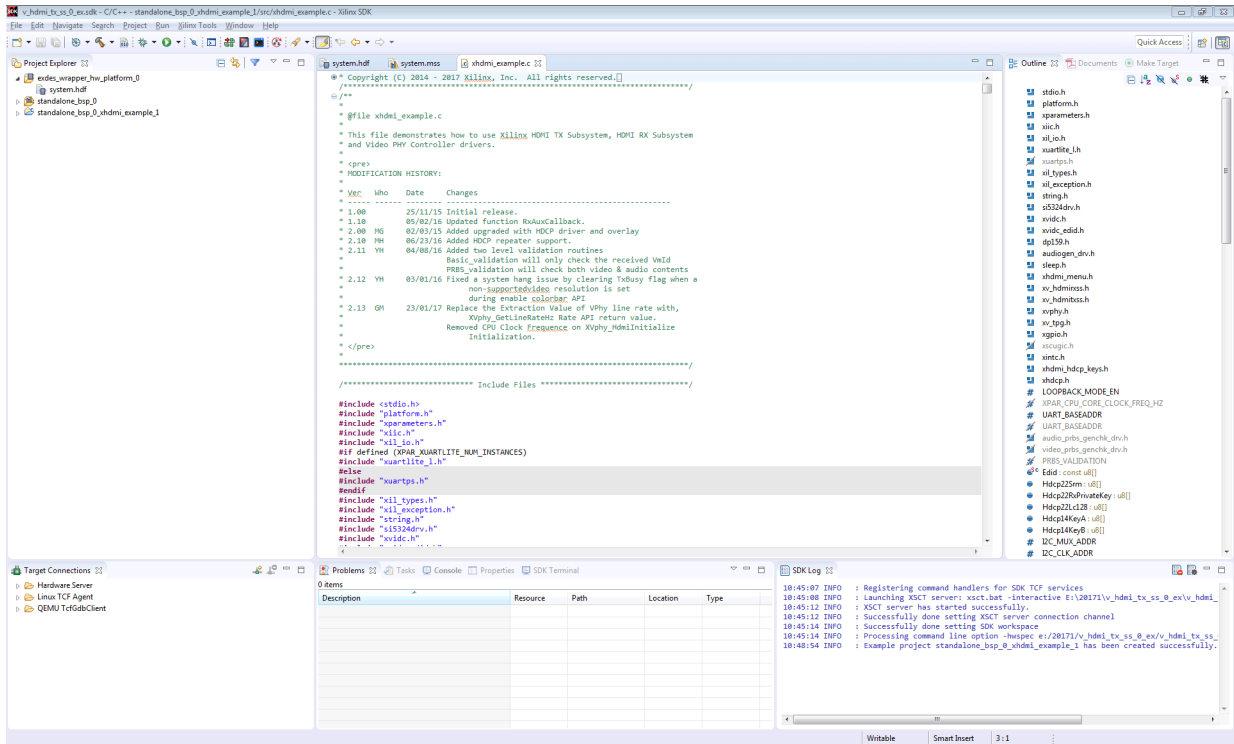 v_hdmi_tx_ss_0_ex.sdk - C/C++ - standalone_bsp_0_xhdmi_example_1/src/xhdmi_example.c - Xilinx SDK
File Edit Navigate Search Project Run Xilinx Tools Window Help
Quick Access
Project Explorer
exdes_wrapper_hw_platform_0
system.hdf
standalone_bsp_0
standalone_bsp_0_xhdmi_example_1
system.hdf system.mss xhdmi_example.c
* Copyright (C) 2014 - 2017 Xilinx, Inc.  All rights reserved.
/****************************************************************************/
/**
*
* @file xhdmi_example.c
*
* This file demonstrates how to use Xilinx HDMI TX Subsystem, HDMI RX Subsystem
* and Video PHY Controller drivers.
*
* <pre>
* MODIFICATION HISTORY:
*
* Ver   Who    Date     Changes
* ----- ------ -------- --------------------------------------------------
* 1.00         25/11/15 Initial release.
* 1.10         05/02/16 Updated function RxAuxCallback.
* 2.00  MG     02/03/15 Added upgraded with HDCP driver and overlay
* 2.10  MH     06/23/16 Added HDCP repeater support.
* 2.11  YH     04/08/16 Added two level validation routines
*                       Basic_validation will only check the received VmId
*                       PRBS_validation will check both video & audio contents
* 2.12  YH     03/01/16 Fixed a system hang issue by clearing TxBusy flag when a
*                            non-supportedvideo resolution is set
*                            during enable colorbar API
* 2.13  GM     23/01/17 Replace the Extraction Value of VPhy line rate with,
*                            XVphy_GetLineRateHz Rate API return value.
*                       Removed CPU Clock Frequence on XVphy_HdmiInitialize
*                            Initialization.
* </pre>
*
****************************************************************************/
/***************************** Include Files ********************************/
#include <stdio.h>
#include "platform.h"
#include "xparameters.h"
#include "xiic.h"
#include "xil_io.h"
#if defined (XPAR_XUARTLITE_NUM_INSTANCES)
#include "xuartlite_l.h"
#else
#include "xuartps.h"
#endif
#include "xil_types.h"
#include "xil_exception.h"
#include "string.h"
#include "si5324drv.h"
#include "xvidc.h"
Outline Documents Make Target
stdio.h
platform.h
xparameters.h
xiic.h
xil_io.h
xuartlite_l.h
xuartps.h
xil_types.h
xil_exception.h
string.h
si5324drv.h
xvidc.h
xvidc_edid.h
dp159.h
audiogen_drv.h
sleep.h
xhdmi_menu.h
xv_hdmirxss.h
xv_hdmitxss.h
xvphy.h
xv_tpg.h
xgpio.h
xscugic.h
xintc.h
xhdmi_hdcp_keys.h
xhdcp.h
LOOPBACK_MODE_EN
XPAR_CPU_CORE_CLOCK_FREQ_HZ
UART_BASEADDR
UART_BASEADDR
audio_prbs_genchk_drv.h
video_prbs_genchk_drv.h
PRBS_VALIDATION
Edid : const u8[]
Hdcp22Srm : u8[]
Hdcp22RxPrivateKey : u8[]
Hdcp22Lc128 : u8[]
Hdcp14KeyA : u8[]
Hdcp14KeyB : u8[]
I2C_MUX_ADDR
I2C_CLK_ADDR
Target Connections
Hardware Server
Linux TCF Agent
QEMU TcfGdbClient
Problems Tasks Console Properties SDK Terminal
0 items
Description Resource Path Location Type
SDK Log
10:45:07 INFO : Registering command handlers for SDK TCF services
10:45:08 INFO : Launching XSCT server: xsct.bat -interactive E:\20171\v_hdmi_tx_ss_0_ex\v_hdmi_
10:45:12 INFO : XSCT server has started successfully.
10:45:12 INFO : Successfully done setting XSCT server connection channel
10:45:14 INFO : Successfully done setting SDK workspace
10:45:14 INFO : Processing command line option -hwspec e:/20171/v_hdmi_tx_ss_0_ex/v_hdmi_tx_ss_
10:48:54 INFO : Example project standalone_bsp_0_xhdmi_example_1 has been created successfully.
Writable Smart Insert 3 : 1